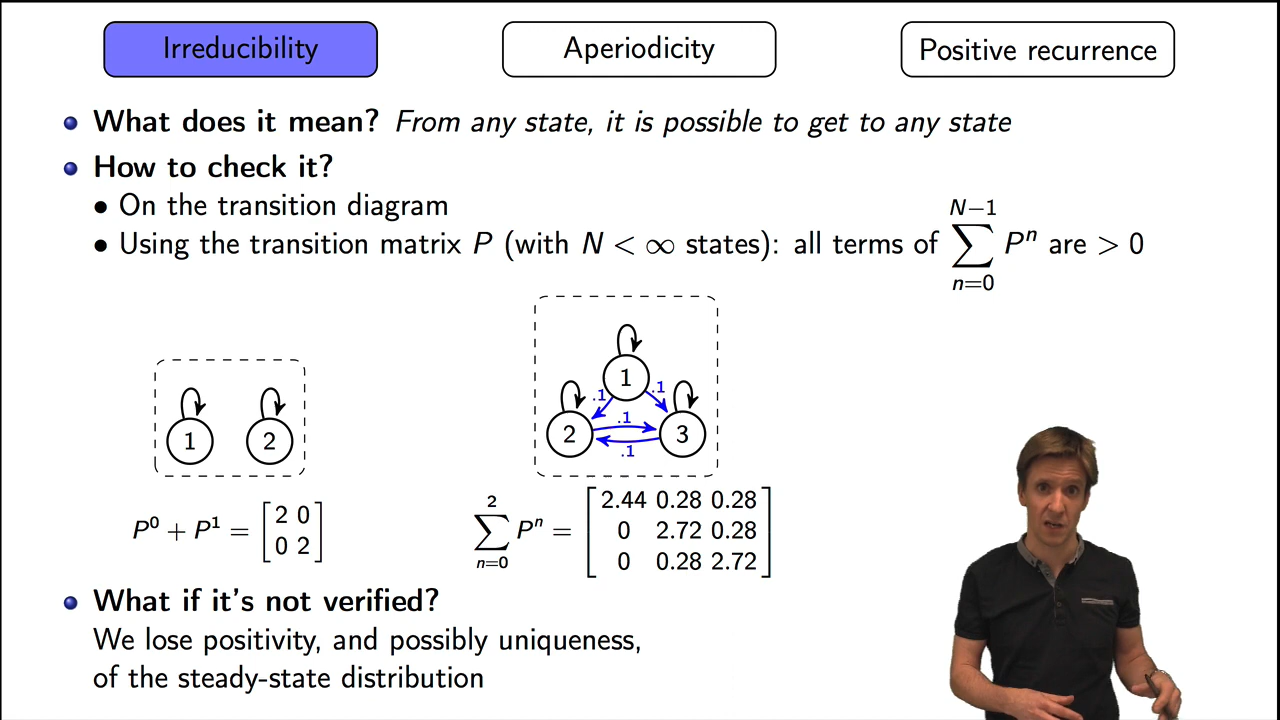 Irreducibility
Aperiodicity
Positive recurrence
What does it mean? From any state, it is possible to get to any state
How to check it?
• On the transition diagram
• Using the transition matrix P (with N < ∞ states): all terms of ∑_{n=0}^{N−1} Pⁿ are > 0
1
2
1
.1 .1
2 .1 3
.1
P⁰ + P¹ = [2 0
0 2]
∑_{n=0}^{2} Pⁿ = [2.44 0.28 0.28
0 2.72 0.28
0 0.28 2.72]
What if it's not verified?
We lose positivity, and possibly uniqueness,
of the steady-state distribution